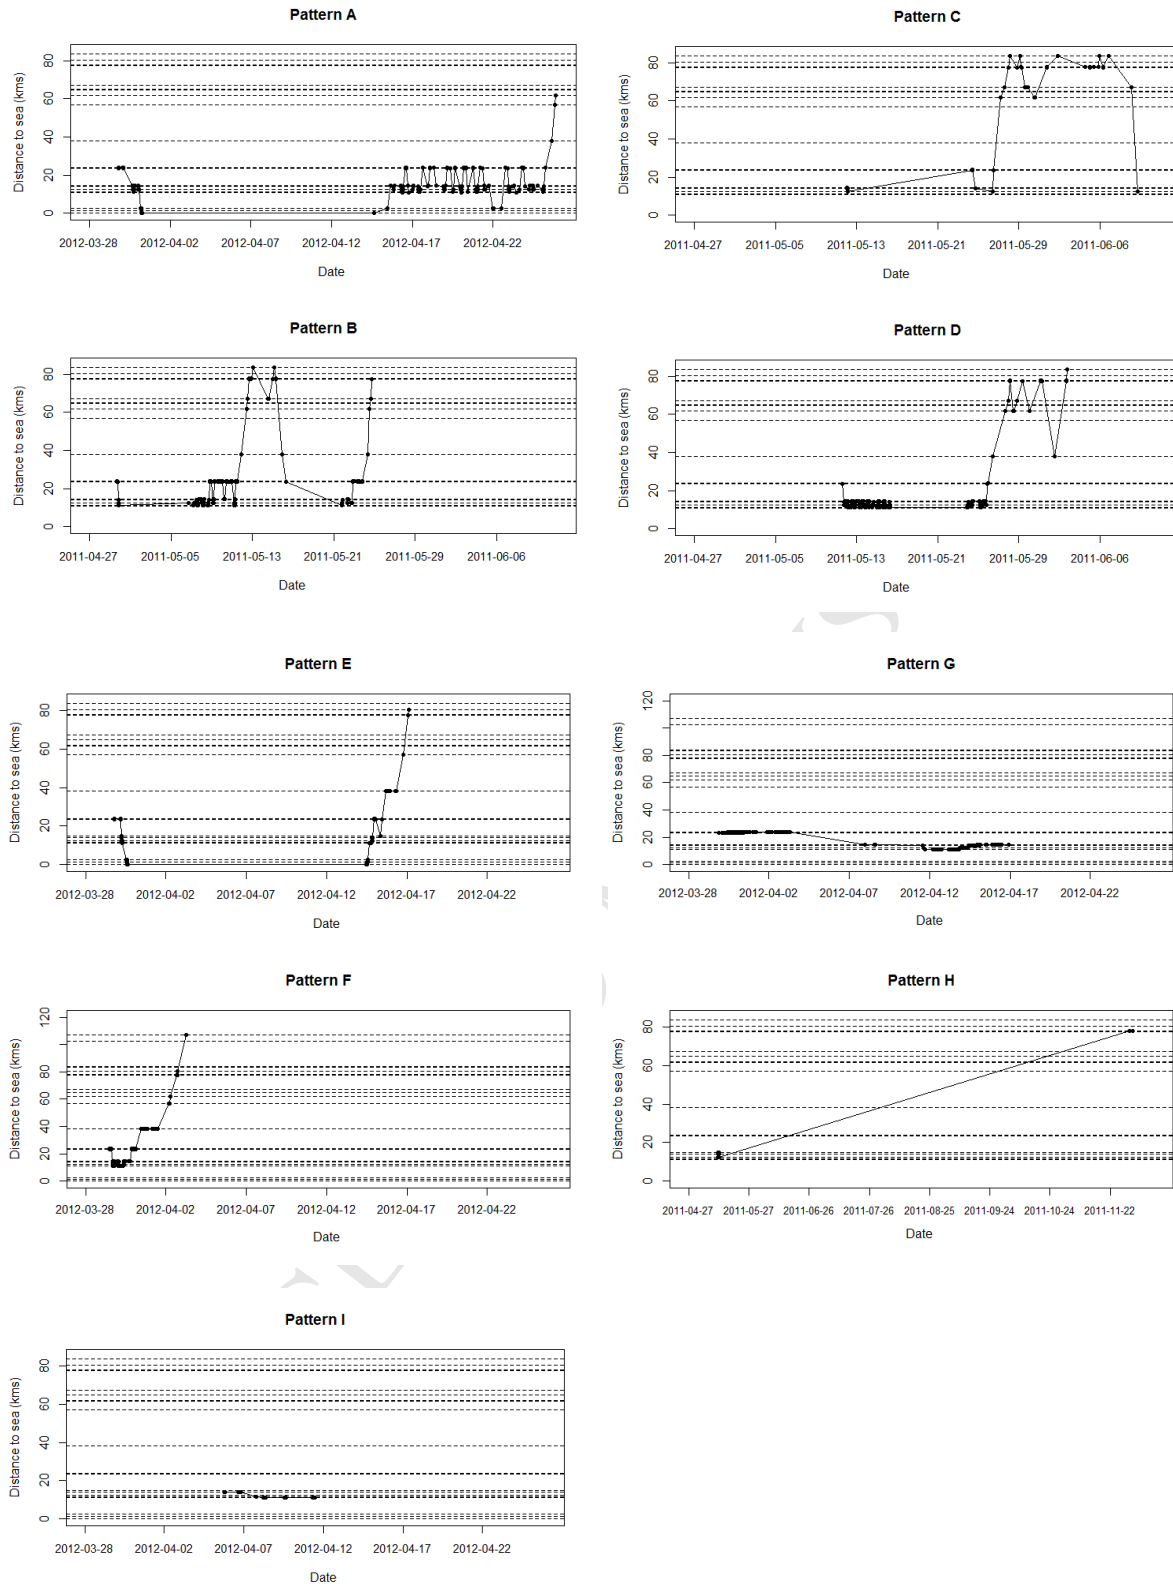 Pattern A
Distance to sea (kms)
0 20 40 60 80
2012-03-28 2012-04-02 2012-04-07 2012-04-12 2012-04-17 2012-04-22
Date
Pattern C
Distance to sea (kms)
0 20 40 60 80
2011-04-27 2011-05-05 2011-05-13 2011-05-21 2011-05-29 2011-06-06
Date
Pattern B
Distance to sea (kms)
0 20 40 60 80
2011-04-27 2011-05-05 2011-05-13 2011-05-21 2011-05-29 2011-06-06
Date
Pattern D
Distance to sea (kms)
0 20 40 60 80
2011-04-27 2011-05-05 2011-05-13 2011-05-21 2011-05-29 2011-06-06
Date
Pattern E
Distance to sea (kms)
0 20 40 60 80
2012-03-28 2012-04-02 2012-04-07 2012-04-12 2012-04-17 2012-04-22
Date
Pattern G
Distance to sea (kms)
0 20 40 60 80 120
2012-03-28 2012-04-02 2012-04-07 2012-04-12 2012-04-17 2012-04-22
Date
Pattern F
Distance to sea (kms)
0 20 40 60 80 120
2012-03-28 2012-04-02 2012-04-07 2012-04-12 2012-04-17 2012-04-22
Date
Pattern H
Distance to sea (kms)
0 20 40 60 80
2011-04-27 2011-05-27 2011-06-26 2011-07-26 2011-08-25 2011-09-24 2011-10-24 2011-11-22
Date
Pattern I
Distance to sea (kms)
0 20 40 60 80
2012-03-28 2012-04-02 2012-04-07 2012-04-12 2012-04-17 2012-04-22
Date